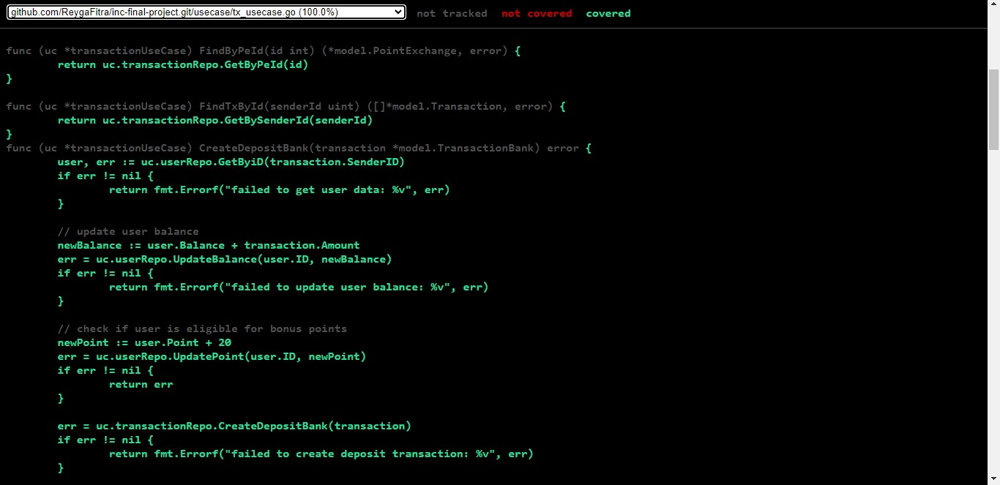 github.com/ReygaFitra/inc-final-project.git/usecase/tx_usecase.go (100.0%) not tracked not covered covered
func (uc *transactionUseCase) FindByPeId(id int) (*model.PointExchange, error) {
return uc.transactionRepo.GetByPeId(id)
}
func (uc *transactionUseCase) FindTxById(senderId uint) ([]*model.Transaction, error) {
return uc.transactionRepo.GetBySenderId(senderId)
}
func (uc *transactionUseCase) CreateDepositBank(transaction *model.TransactionBank) error {
user, err := uc.userRepo.GetByiD(transaction.SenderID)
if err != nil {
return fmt.Errorf("failed to get user data: %v", err)
}
// update user balance
newBalance := user.Balance + transaction.Amount
err = uc.userRepo.UpdateBalance(user.ID, newBalance)
if err != nil {
return fmt.Errorf("failed to update user balance: %v", err)
}
// check if user is eligible for bonus points
newPoint := user.Point + 20
err = uc.userRepo.UpdatePoint(user.ID, newPoint)
if err != nil {
return err
}
err = uc.transactionRepo.CreateDepositBank(transaction)
if err != nil {
return fmt.Errorf("failed to create deposit transaction: %v", err)
}